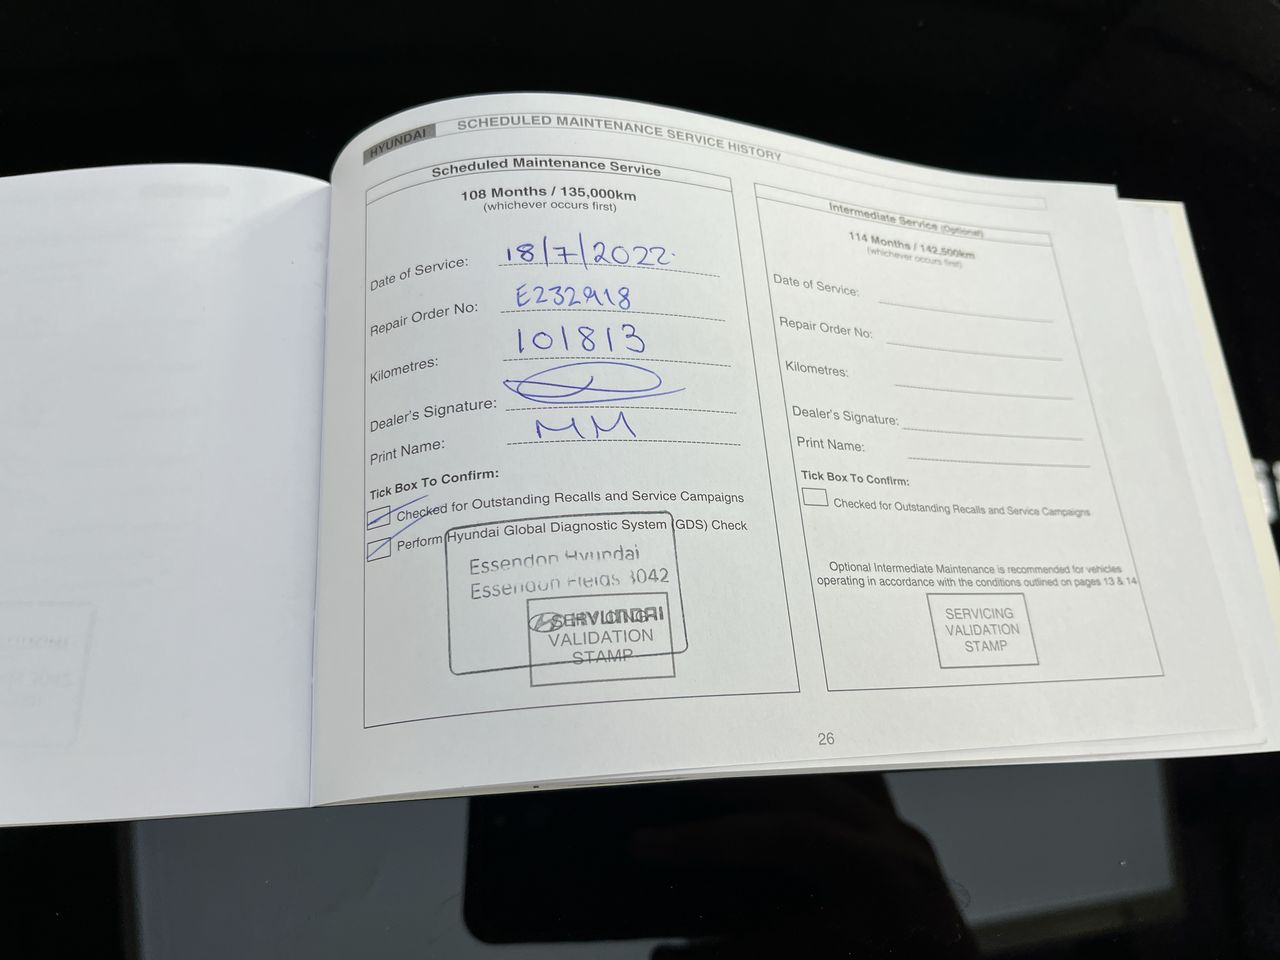 HYUNDAI
SCHEDULED MAINTENANCE SERVICE HISTORY
Scheduled Maintenance Service
108 Months / 135,000km
(whichever occurs first)
Date of Service: 18/7/2022.
Repair Order No: E232918
Kilometres: 101813
Dealer's Signature:
Print Name: MM
Tick Box To Confirm:
Checked for Outstanding Recalls and Service Campaigns
Perform Hyundai Global Diagnostic System (GDS) Check
Essendon Hyundai
Essendon Fields 3042
HYUNDAI
SERVICING
VALIDATION
STAMP
Intermediate Service (Optional)
114 Months / 142,500km
(whichever occurs first)
Date of Service:
Repair Order No:
Kilometres:
Dealer's Signature:
Print Name:
Tick Box To Confirm:
Checked for Outstanding Recalls and Service Campaigns
Optional Intermediate Maintenance is recommended for vehicles
operating in accordance with the conditions outlined on pages 13 & 14
SERVICING
VALIDATION
STAMP
26